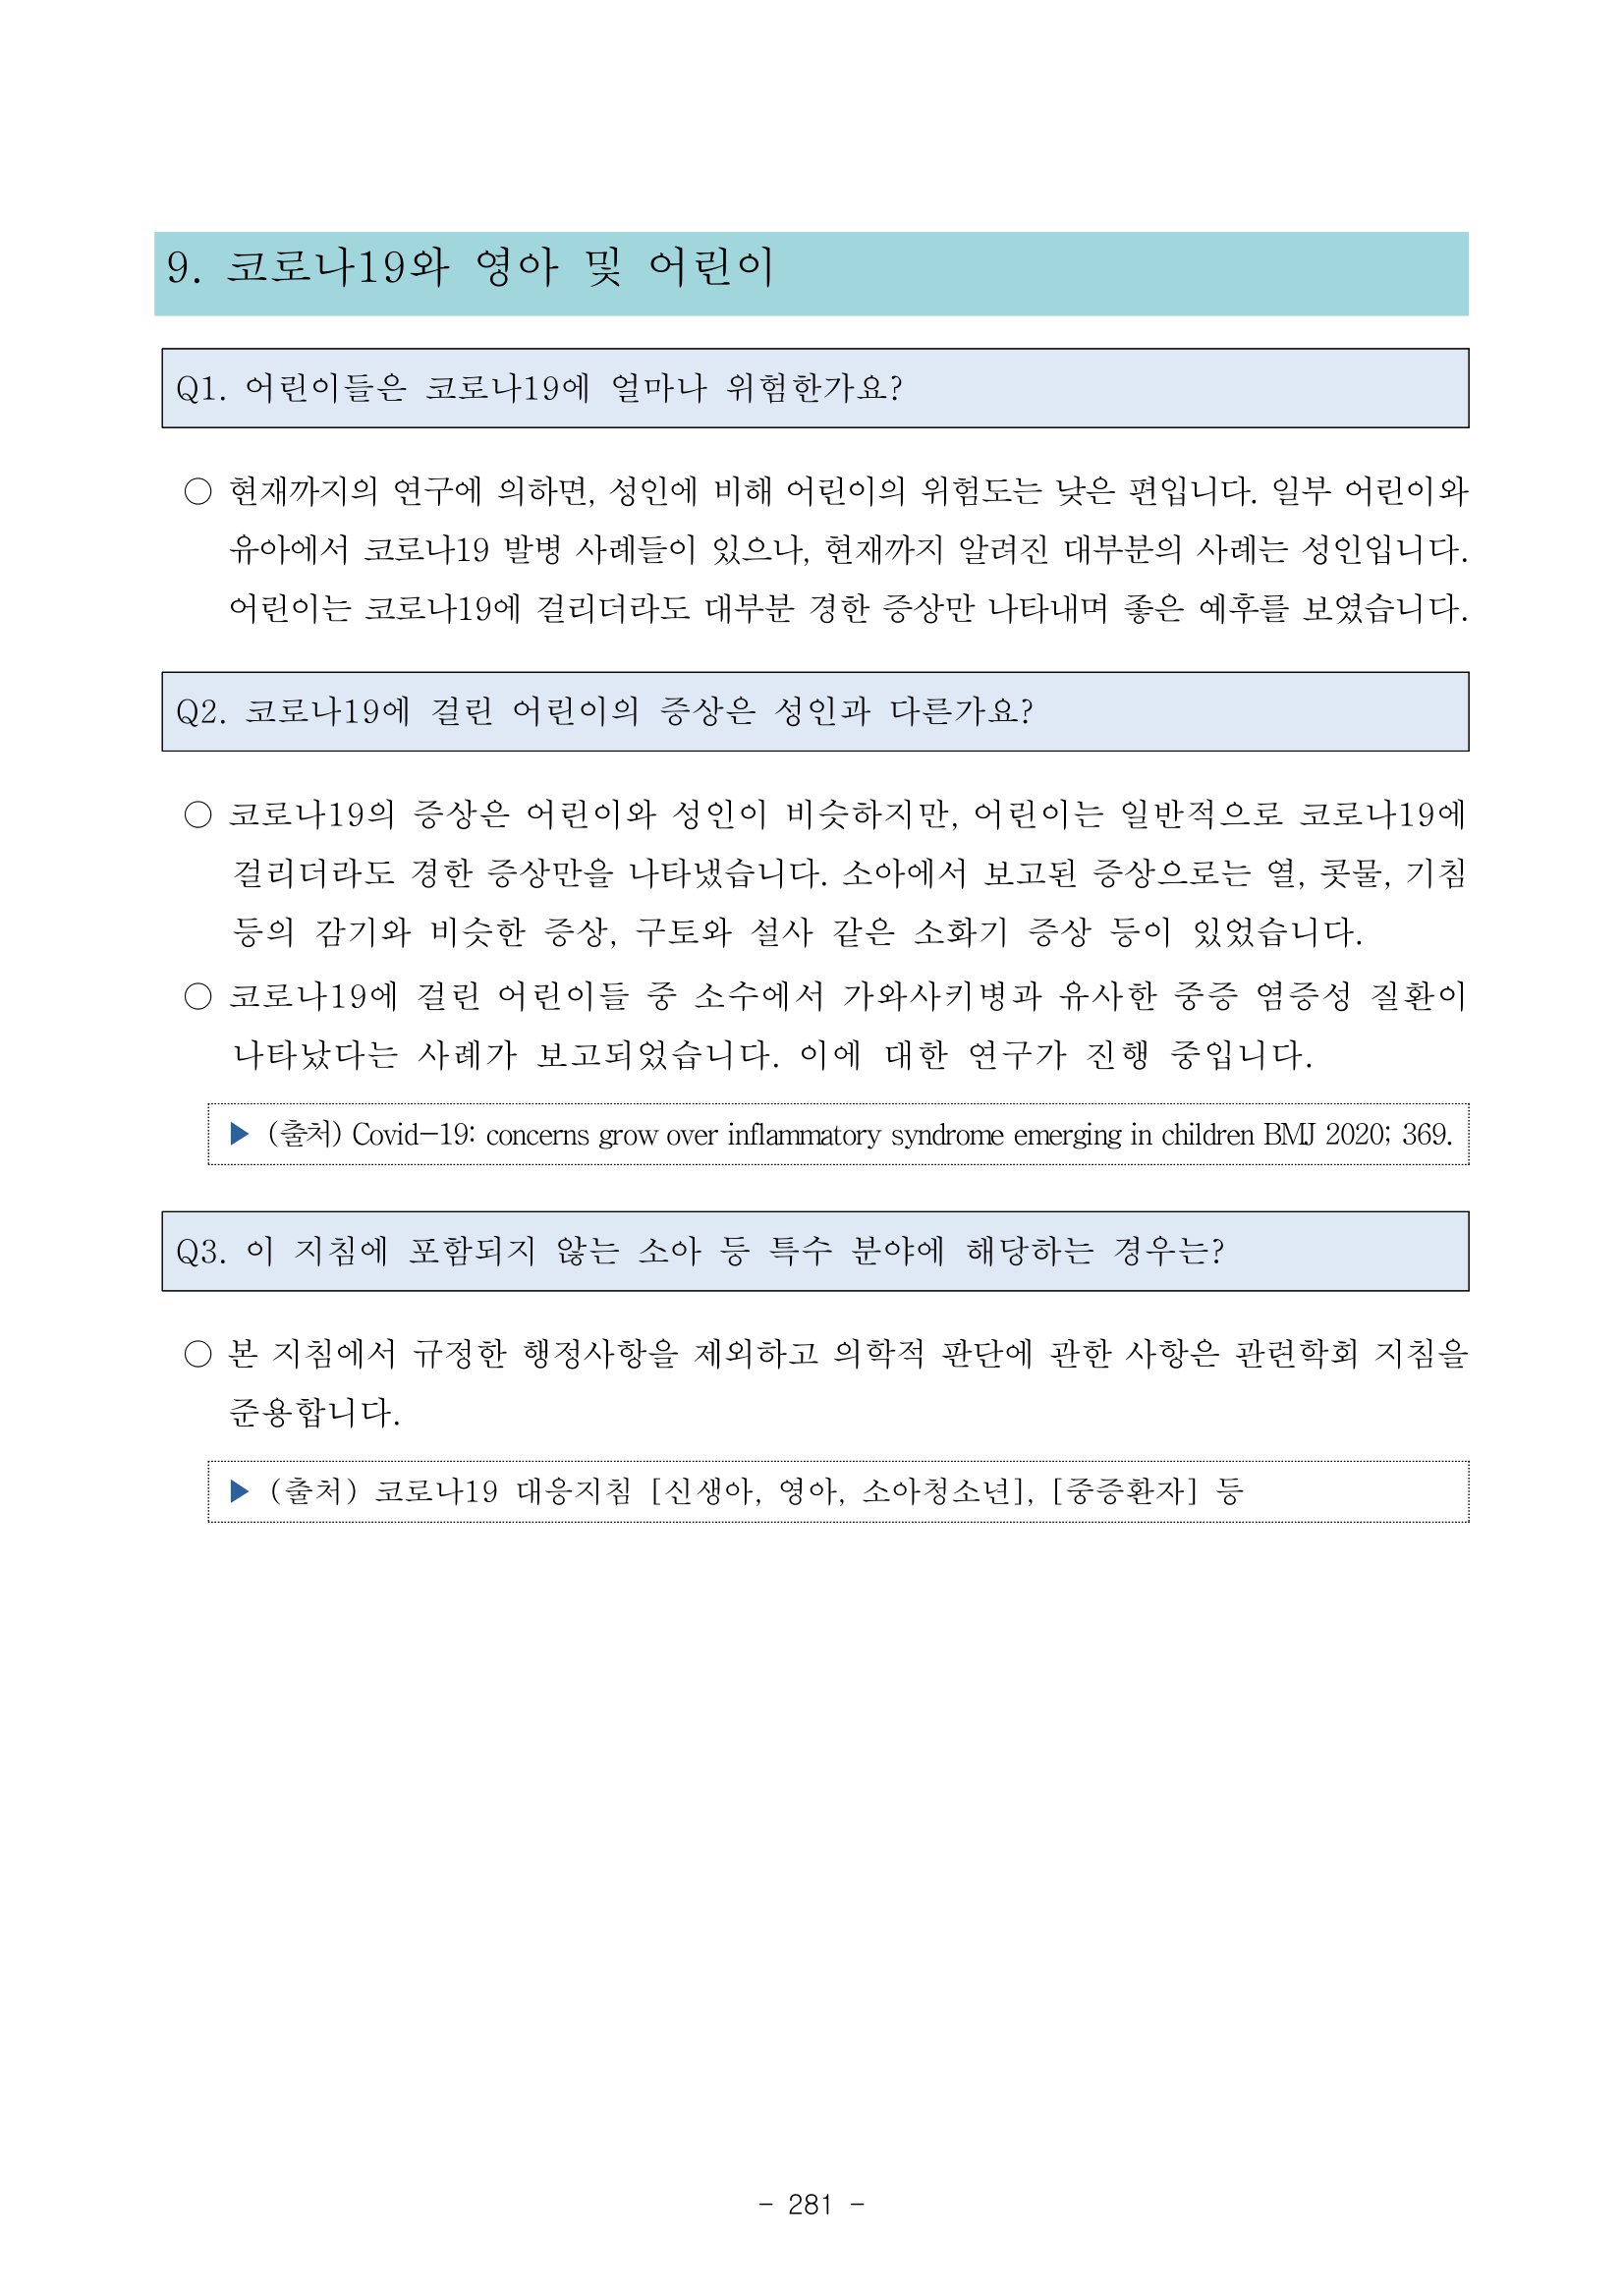 9. 코로나19와 영아 및 어린이
Q1. 어린이들은 코로나19에 얼마나 위험한가요?
○ 현재까지의 연구에 의하면, 성인에 비해 어린이의 위험도는 낮은 편입니다. 일부 어린이와
유아에서 코로나19 발병 사례들이 있으나, 현재까지 알려진 대부분의 사례는 성인입니다.
어린이는 코로나19에 걸리더라도 대부분 경한 증상만 나타내며 좋은 예후를 보였습니다.
Q2. 코로나19에 걸린 어린이의 증상은 성인과 다른가요?
○ 코로나19의 증상은 어린이와 성인이 비슷하지만, 어린이는 일반적으로 코로나19에
걸리더라도 경한 증상만을 나타냈습니다. 소아에서 보고된 증상으로는 열, 콧물, 기침
등의 감기와 비슷한 증상, 구토와 설사 같은 소화기 증상 등이 있었습니다.
○ 코로나19에 걸린 어린이들 중 소수에서 가와사키병과 유사한 중증 염증성 질환이
나타났다는 사례가 보고되었습니다. 이에 대한 연구가 진행 중입니다.
▶ (출처) Covid-19: concerns grow over inflammatory syndrome emerging in children BMJ 2020; 369.
Q3. 이 지침에 포함되지 않는 소아 등 특수 분야에 해당하는 경우는?
○ 본 지침에서 규정한 행정사항을 제외하고 의학적 판단에 관한 사항은 관련학회 지침을
준용합니다.
▶ (출처) 코로나19 대응지침 [신생아, 영아, 소아청소년], [중증환자] 등
- 281 -